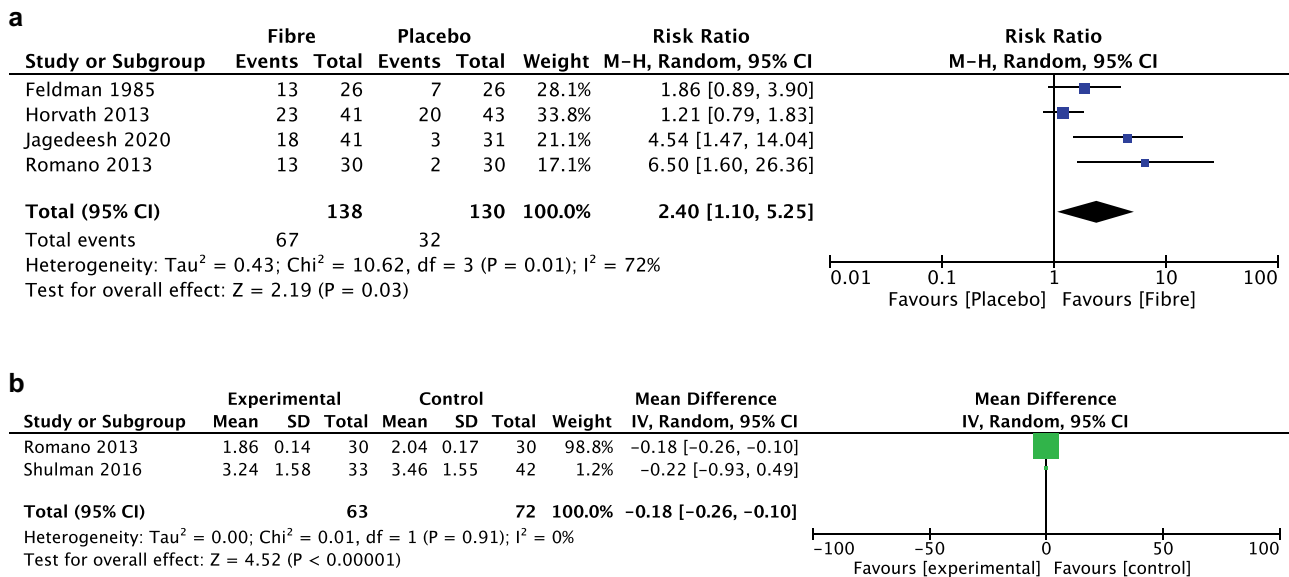 a
Fibre Placebo Risk Ratio Risk Ratio
Study or Subgroup Events Total Events Total Weight M-H, Random, 95% CI M-H, Random, 95% CI
Feldman 1985 13 26 7 26 28.1% 1.86 [0.89, 3.90]
Horvath 2013 23 41 20 43 33.8% 1.21 [0.79, 1.83]
Jagedeesh 2020 18 41 3 31 21.1% 4.54 [1.47, 14.04]
Romano 2013 13 30 2 30 17.1% 6.50 [1.60, 26.36]
Total (95% CI) 138 130 100.0% 2.40 [1.10, 5.25]
Total events 67 32
Heterogeneity: Tau² = 0.43; Chi² = 10.62, df = 3 (P = 0.01); I² = 72%
Test for overall effect: Z = 2.19 (P = 0.03)
0.01 0.1 1 10 100
Favours [Placebo] Favours [Fibre]
b
Experimental Control Mean Difference Mean Difference
Study or Subgroup Mean SD Total Mean SD Total Weight IV, Random, 95% CI IV, Random, 95% CI
Romano 2013 1.86 0.14 30 2.04 0.17 30 98.8% -0.18 [-0.26, -0.10]
Shulman 2016 3.24 1.58 33 3.46 1.55 42 1.2% -0.22 [-0.93, 0.49]
Total (95% CI) 63 72 100.0% -0.18 [-0.26, -0.10]
Heterogeneity: Tau² = 0.00; Chi² = 0.01, df = 1 (P = 0.91); I² = 0%
Test for overall effect: Z = 4.52 (P < 0.00001)
-100 -50 0 50 100
Favours [experimental] Favours [control]